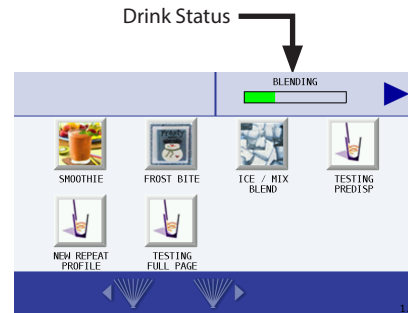 Drink Status
BLENDING
SMOOTHIE
FROST BITE
ICE / MIX
BLEND
TESTING
PREDISP
NEW REPEAT
PROFILE
TESTING
FULL PAGE
1